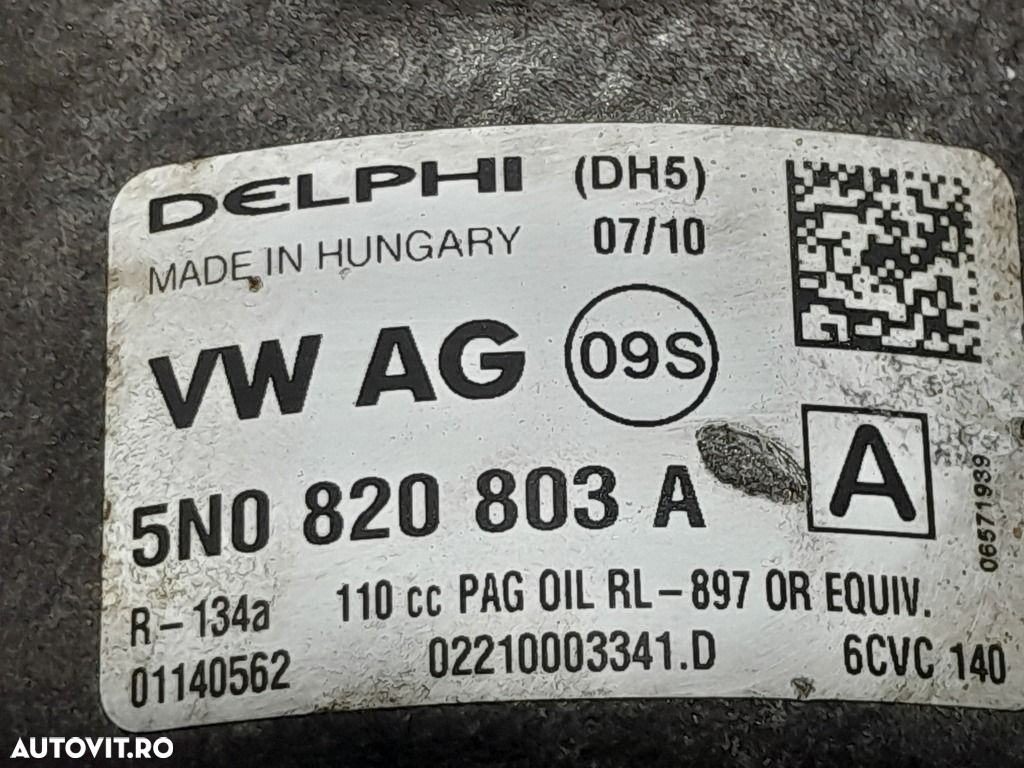 DELPHI (DH5)
MADE IN HUNGARY 07/10
VW AG 09S
A
5N0 820 803 A
06571939
R-134a 110 cc PAG OIL RL-897 OR EQUIV.
01140562 02210003341.D 6CVC 140
AUTOVIT.RO